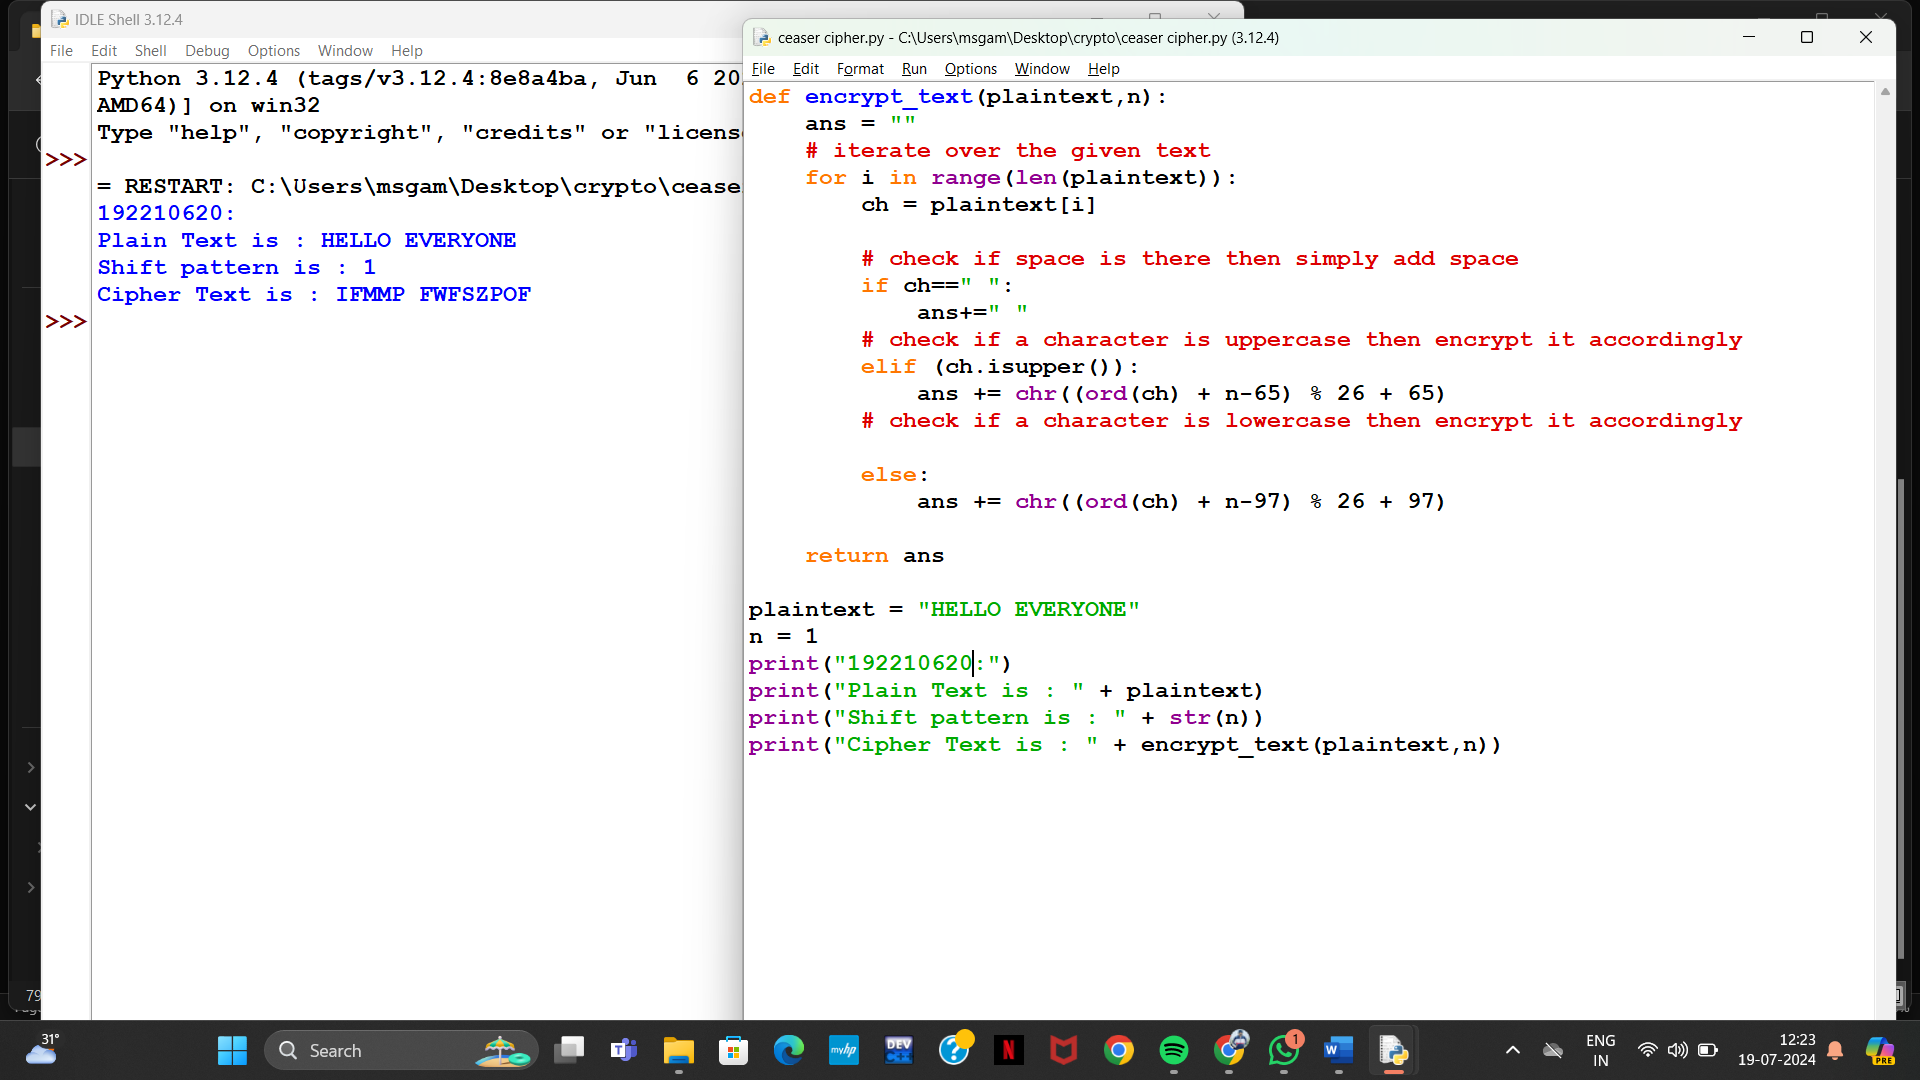 IDLE Shell 3.12.4
File Edit Shell Debug Options Window Help
Python 3.12.4 (tags/v3.12.4:8e8a4ba, Jun  6 20
AMD64)] on win32
Type "help", "copyright", "credits" or "license
>>>
= RESTART: C:\Users\msgam\Desktop\crypto\cease
192210620:
Plain Text is : HELLO EVERYONE
Shift pattern is : 1
Cipher Text is : IFMMP FWFSZPOF
>>>
ceaser cipher.py - C:\Users\msgam\Desktop\crypto\ceaser cipher.py (3.12.4)
File Edit Format Run Options Window Help
def encrypt_text(plaintext,n):
    ans = ""
    # iterate over the given text
    for i in range(len(plaintext)):
        ch = plaintext[i]
        # check if space is there then simply add space
        if ch==" ":
            ans+=" "
        # check if a character is uppercase then encrypt it accordingly
        elif (ch.isupper()):
            ans += chr((ord(ch) + n-65) % 26 + 65)
        # check if a character is lowercase then encrypt it accordingly
        else:
            ans += chr((ord(ch) + n-97) % 26 + 97)
    return ans
plaintext = "HELLO EVERYONE"
n = 1
print("192210620:")
print("Plain Text is : " + plaintext)
print("Shift pattern is : " + str(n))
print("Cipher Text is : " + encrypt_text(plaintext,n))
79
31°
Search
myhp
DEV
C++
N
1
W
ENG
IN
12:23
19-07-2024
PRE